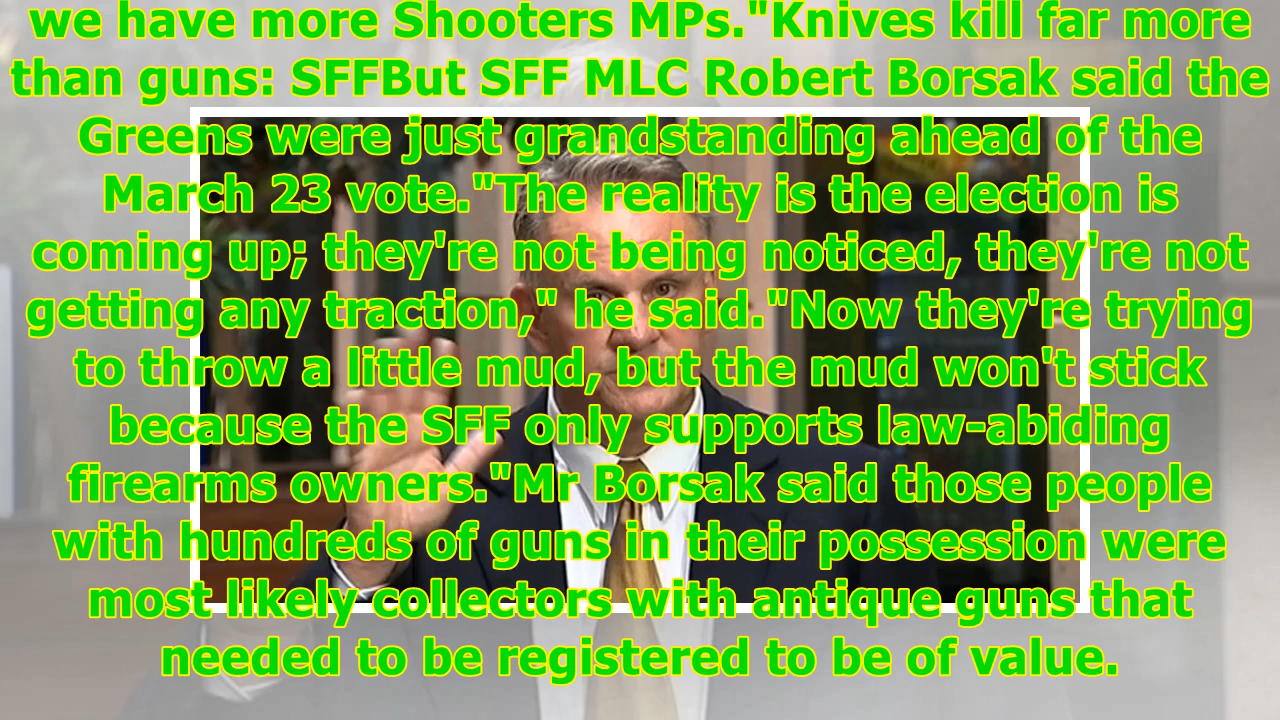 we have more Shooters MPs."Knives kill far more
than guns: SFFBut SFF MLC Robert Borsak said the
Greens were just grandstanding ahead of the
March 23 vote."The reality is the election is
coming up; they're not being noticed, they're not
getting any traction," he said."Now they're trying
to throw a little mud, but the mud won't stick
because the SFF only supports law-abiding
firearms owners."Mr Borsak said those people
with hundreds of guns in their possession were
most likely collectors with antique guns that
needed to be registered to be of value.